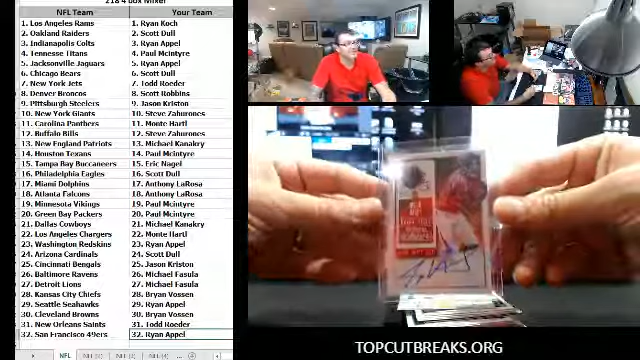 218 4 box Mixer
NFL Team Your Team
1. Los Angeles Rams 1. Ryan Koch
2. Oakland Raiders 2. Scott Dull
3. Indianapolis Colts 3. Ryan Appel
4. Tennesse Titans 4. Paul Mcintyre
5. Jacksonville Jaguars 5. Ryan Appel
6. Chicago Bears 6. Scott Dull
7. New York Jets 7. Todd Roeder
8. Denver Broncos 8. Scott Robbins
9. Pittsburgh Steelers 9. Jason Kriston
10. New York Giants 10. Steve Zaburones
11. Carolina Panthers 11. Monte Hartl
12. Buffalo Bills 12. Steve Zaburones
13. New England Patriots 13. Michael Kanakry
14. Houston Texans 14. Paul Mcintyre
15. Tampa Bay Buccaneers 15. Eric Nagel
16. Philadelphia Eagles 16. Scott Dull
17. Miami Dolphins 17. Anthony LaRosa
18. Atlanta Falcons 18. Anthony LaRosa
19. Minnesota Vikings 19. Paul Mcintyre
20. Green Bay Packers 20. Paul Mcintyre
21. Dallas Cowboys 21. Michael Kanakry
22. Los Angeles Chargers 22. Monte Hartl
23. Washington Redskins 23. Ryan Appel
24. Arizona Cardinals 24. Scott Dull
25. Cincinnati Bengals 25. Jason Kriston
26. Baltimore Ravens 26. Michael Fasula
27. Detroit Lions 27. Michael Fasula
28. Kansas City Chiefs 28. Bryan Vossen
29. Seattle Seahawks 29. Ryan Appel
30. Cleveland Browns 30. Bryan Vossen
31. New Orleans Saints 31. Todd Roeder
32. San Francisco 49ers 32. Ryan Appel
NFL
TOPCUTBREAKS.ORG